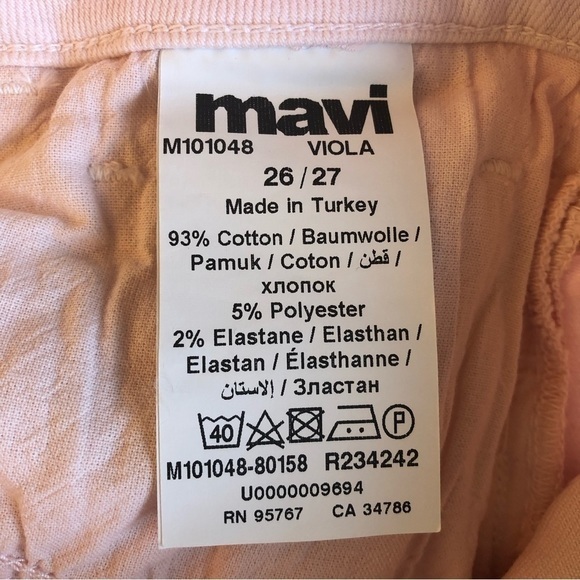 mavi
M101048 VIOLA
26 / 27
Made in Turkey
93% Cotton / Baumwolle /
Pamuk / Coton / قطن /
хлопок
5% Polyester
2% Elastane / Elasthan /
Elastan / Élasthanne /
إلاستان / Эластан
40 P
M101048-80158 R234242
U0000009694
RN 95767 CA 34786